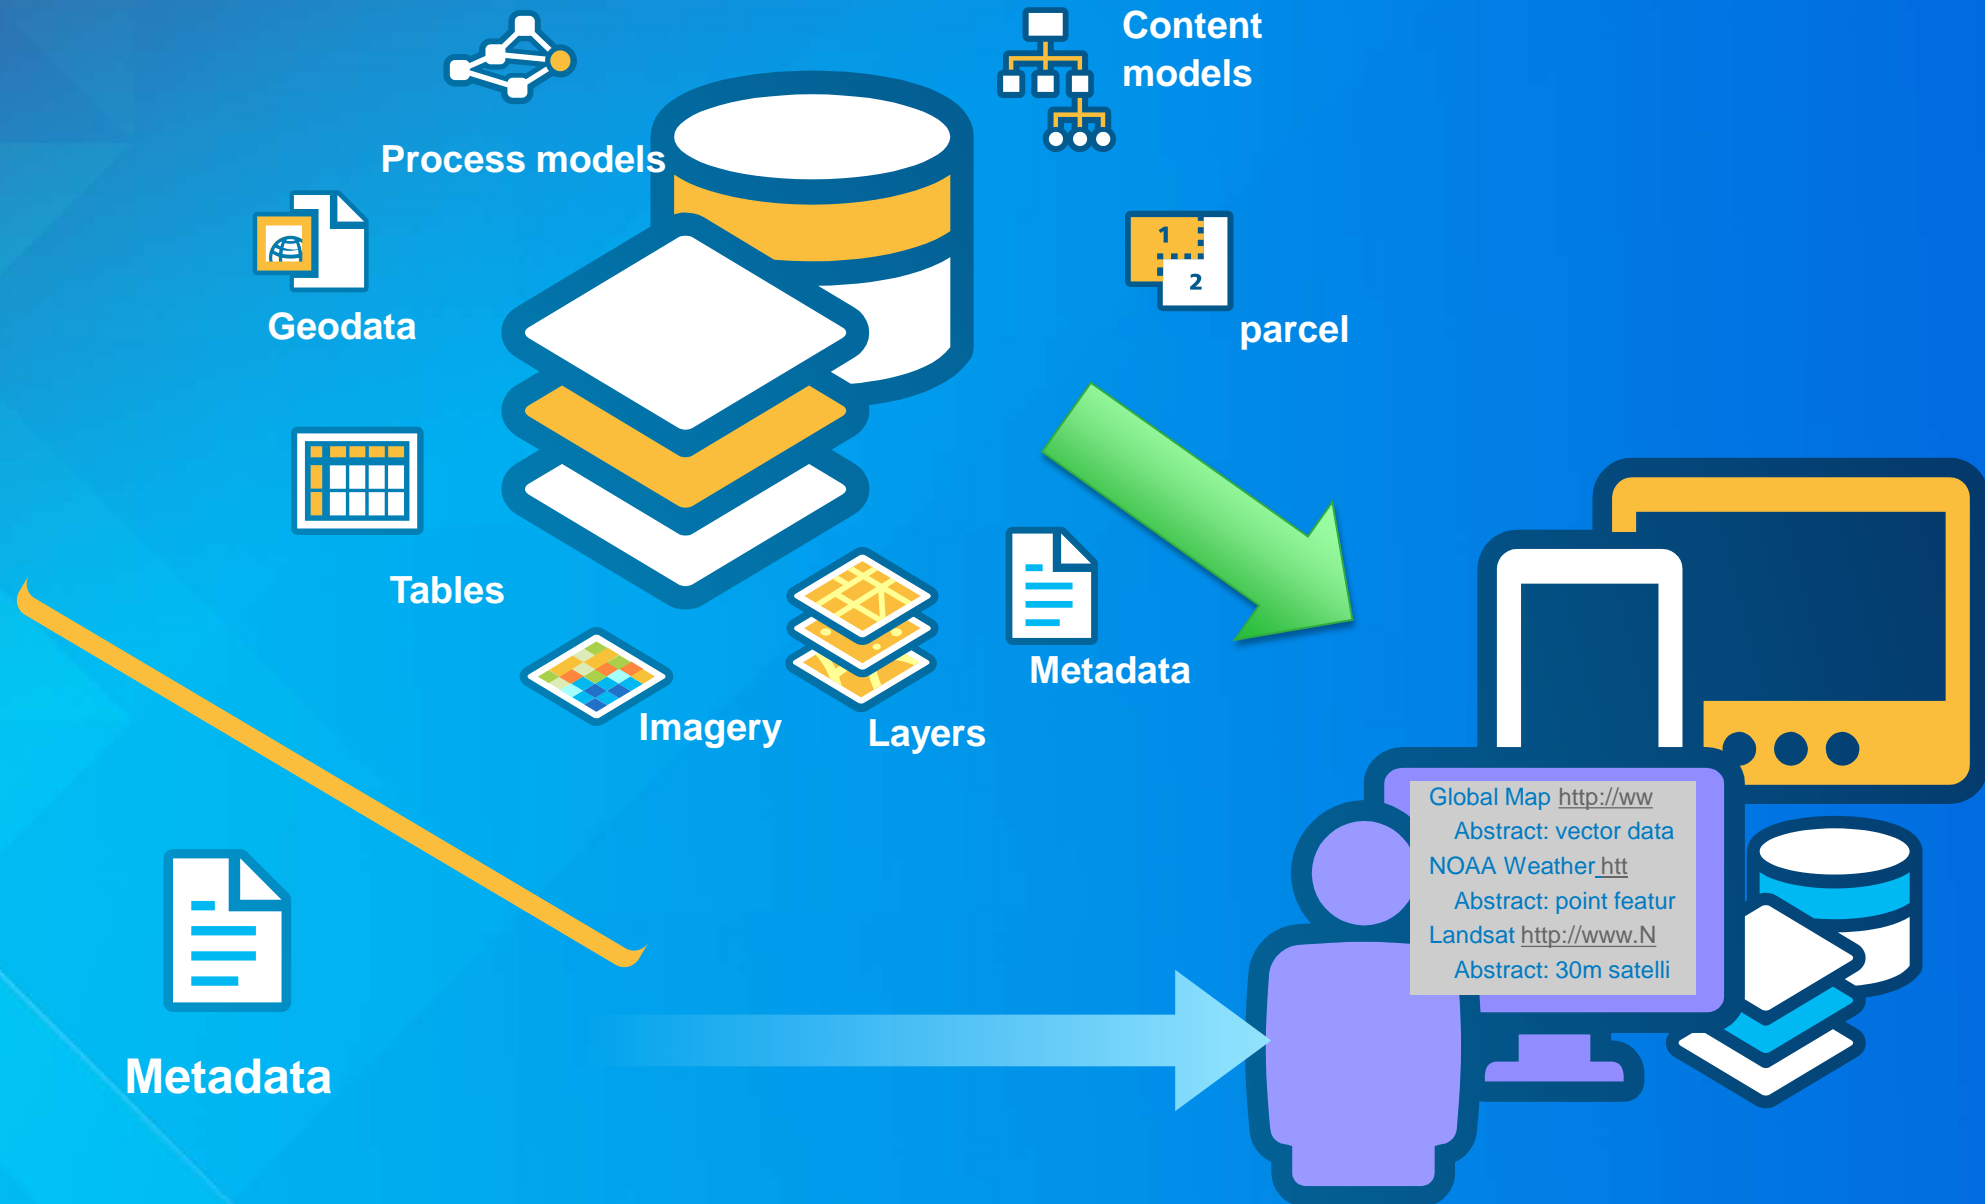 Content
models
Process models
1
2
Geodata
parcel
Tables
Metadata
Imagery
Layers
Global Map http://ww
Abstract: vector data
NOAA Weather htt
Abstract: point featur
Landsat http://www.N
Abstract: 30m satelli
Metadata